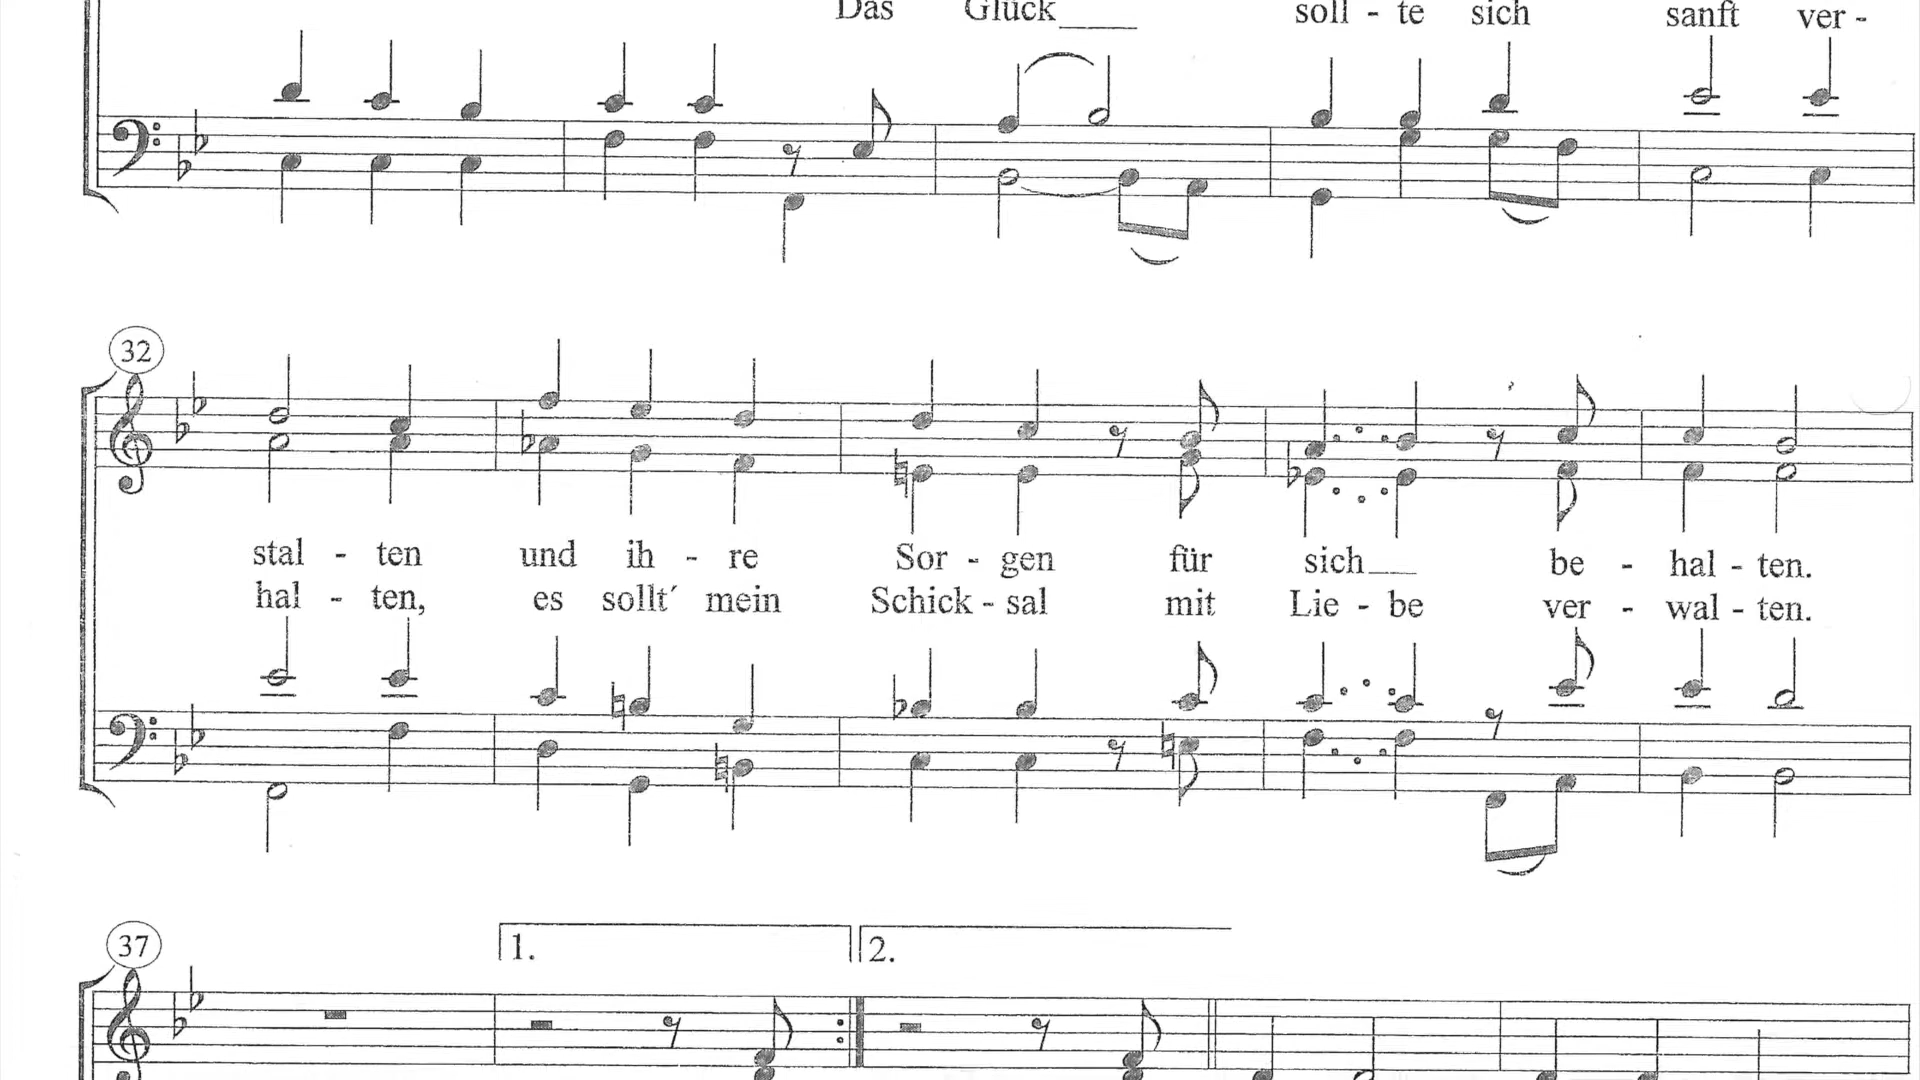 Das Glück____ soll - te sich sanft ver -
32
stal - ten und ih - re Sor - gen für sich___ be - hal - ten.
hal - ten, es sollt´ mein Schick - sal mit Lie - be ver - wal - ten.
37
1. 2.